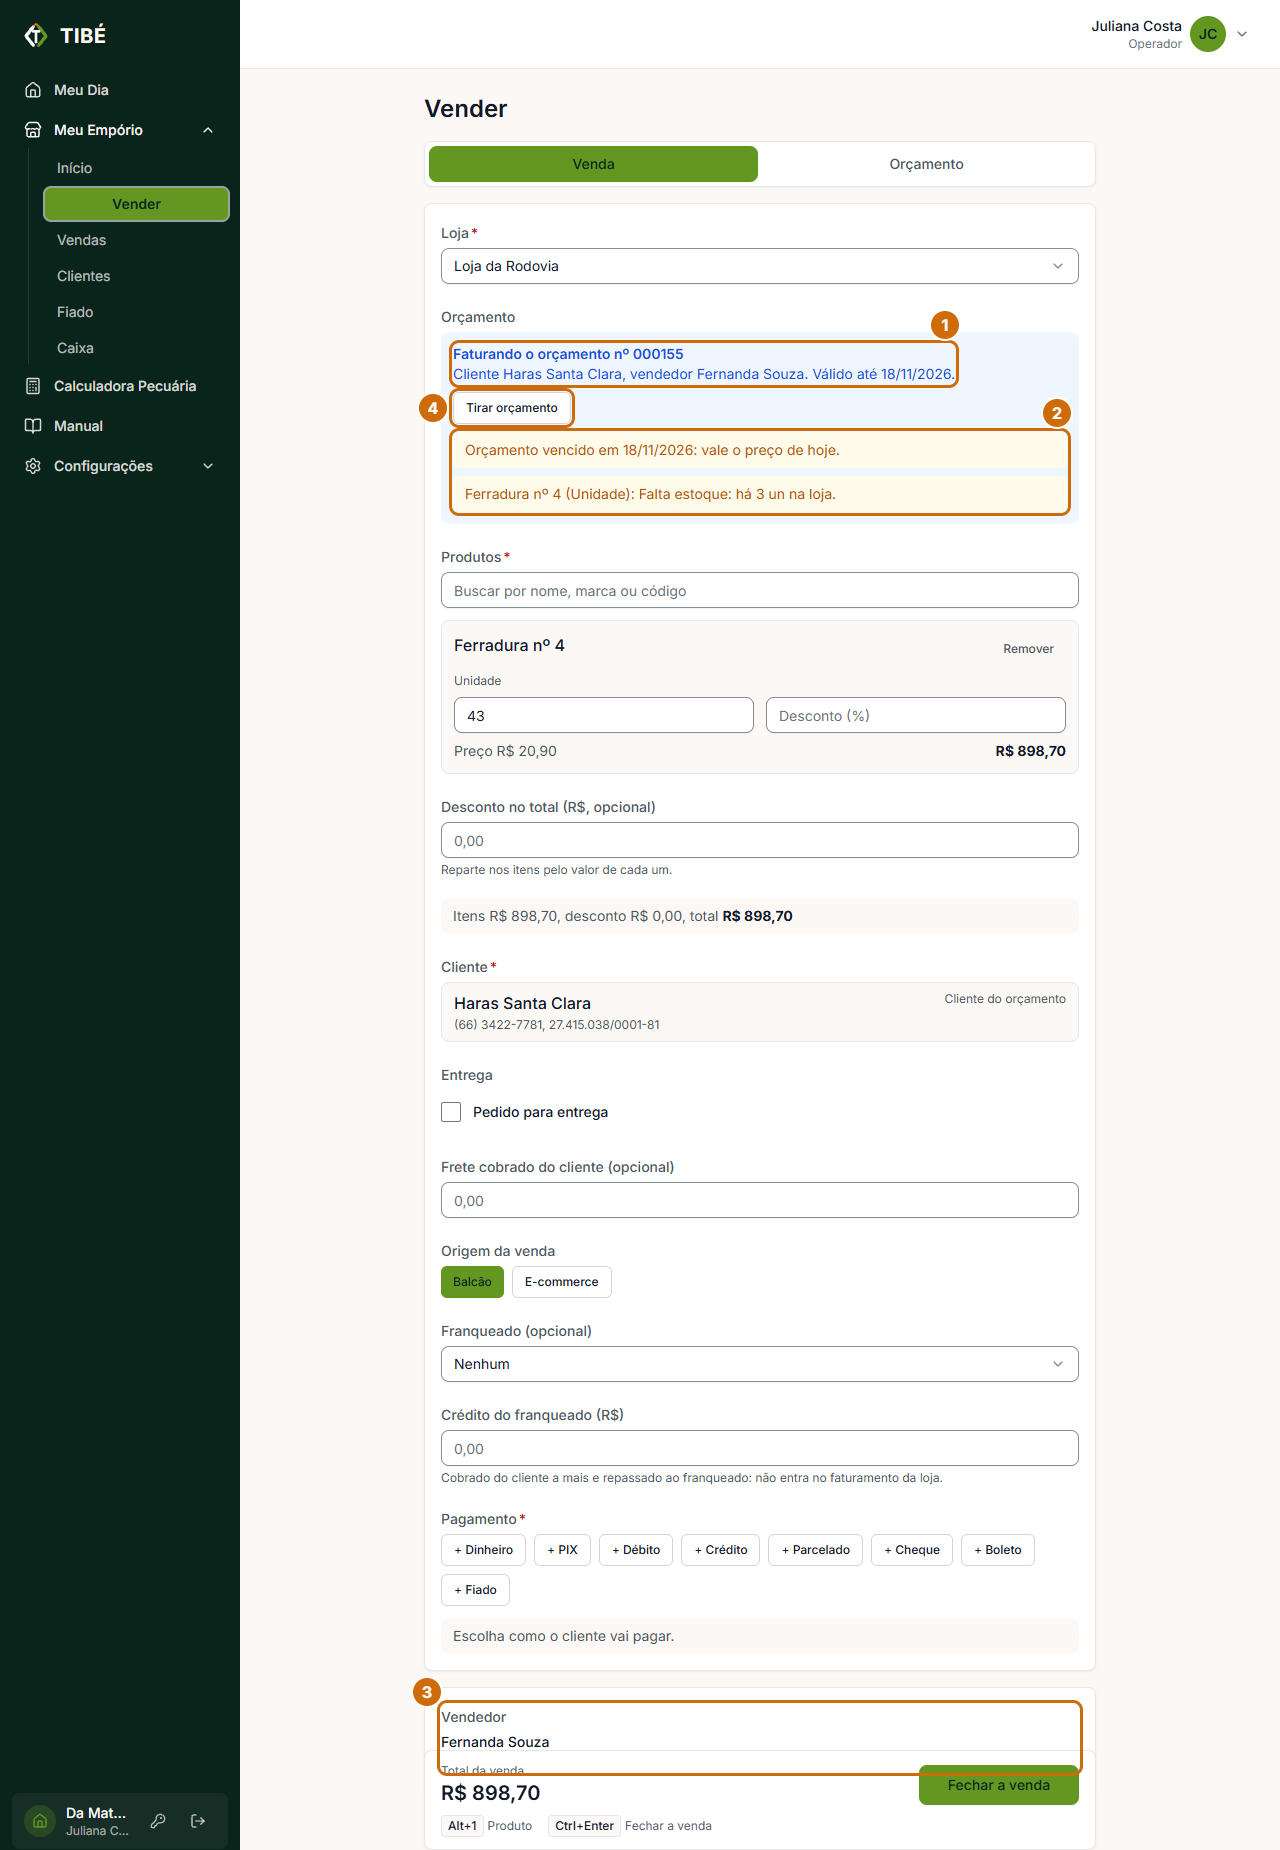 TIBÉ
Juliana Costa
Operador
JC
Meu Dia
Meu Empório
Início
Vender
Vendas
Clientes
Fiado
Caixa
Calculadora Pecuária
Manual
Configurações
Vender
Venda
Orçamento
Loja*
Loja da Rodovia
Orçamento
1
Faturando o orçamento nº 000155
Cliente Haras Santa Clara, vendedor Fernanda Souza. Válido até 18/11/2026.
4
Tirar orçamento
2
Orçamento vencido em 18/11/2026: vale o preço de hoje.
Ferradura nº 4 (Unidade): Falta estoque: há 3 un na loja.
Produtos*
Buscar por nome, marca ou código
Ferradura nº 4
Remover
Unidade
43
Desconto (%)
Preço R$ 20,90
R$ 898,70
Desconto no total (R$, opcional)
0,00
Reparte nos itens pelo valor de cada um.
Itens R$ 898,70, desconto R$ 0,00, total R$ 898,70
Cliente*
Haras Santa Clara
Cliente do orçamento
(66) 3422-7781, 27.415.038/0001-81
Entrega
Pedido para entrega
Frete cobrado do cliente (opcional)
0,00
Origem da venda
Balcão
E-commerce
Franqueado (opcional)
Nenhum
Crédito do franqueado (R$)
0,00
Cobrado do cliente a mais e repassado ao franqueado: não entra no faturamento da loja.
Pagamento*
+ Dinheiro
+ PIX
+ Débito
+ Crédito
+ Parcelado
+ Cheque
+ Boleto
+ Fiado
Escolha como o cliente vai pagar.
3
Vendedor
Fernanda Souza
Total da venda
R$ 898,70
Fechar a venda
Alt+1 Produto
Ctrl+Enter Fechar a venda
Da Mat...
Juliana C...